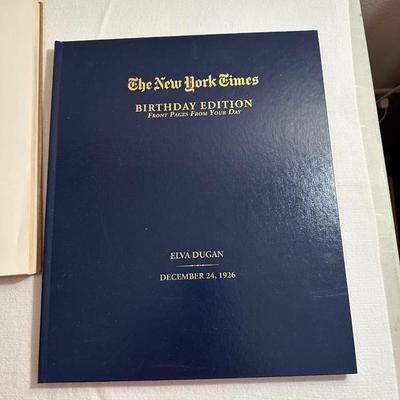 The New York Times
BIRTHDAY EDITION
FRONT PAGES FROM YOUR DAY
ELVA DUGAN
DECEMBER 24, 1926